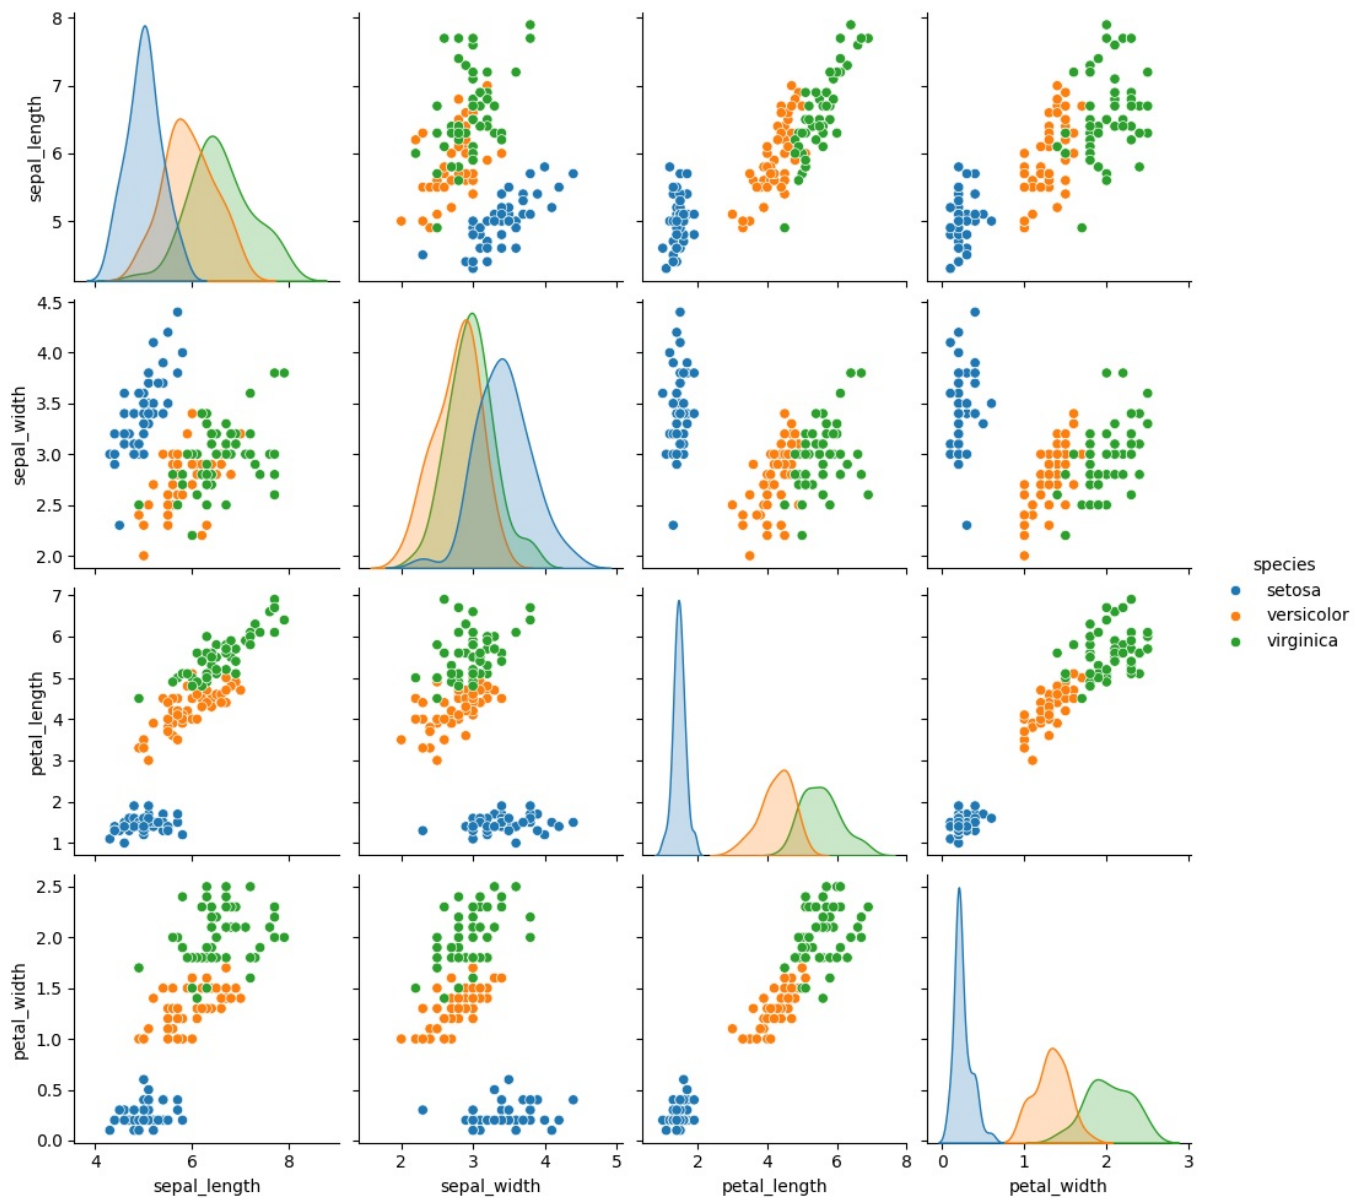 8
7
6
5
sepal_length
4.5
4.0
3.5
3.0
2.5
2.0
sepal_width
species
setosa
versicolor
virginica
7
6
5
4
3
2
1
petal_length
2.5
2.0
1.5
1.0
0.5
0.0
petal_width
4 6 8
2 3 4 5
2 4 6 8
0 1 2 3
sepal_length
sepal_width
petal_length
petal_width